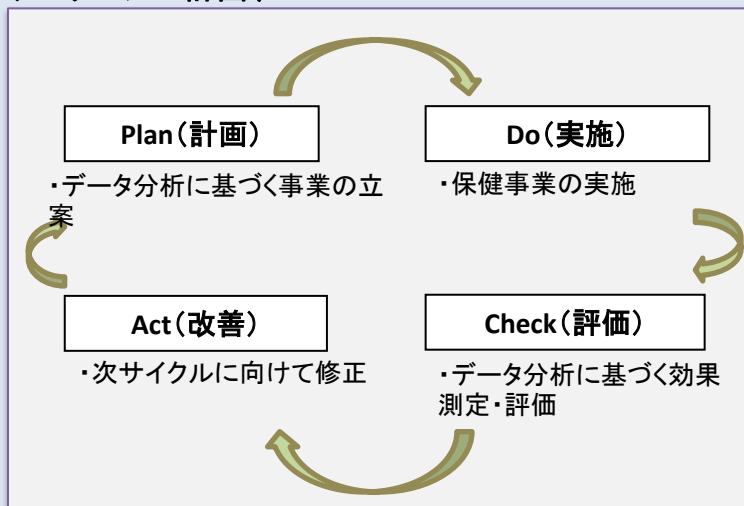 Plan(計画)
・データ分析に基づく事業の立
案
Do(実施)
・保健事業の実施
Act(改善)
・次サイクルに向けて修正
Check(評価)
・データ分析に基づく効果
測定・評価